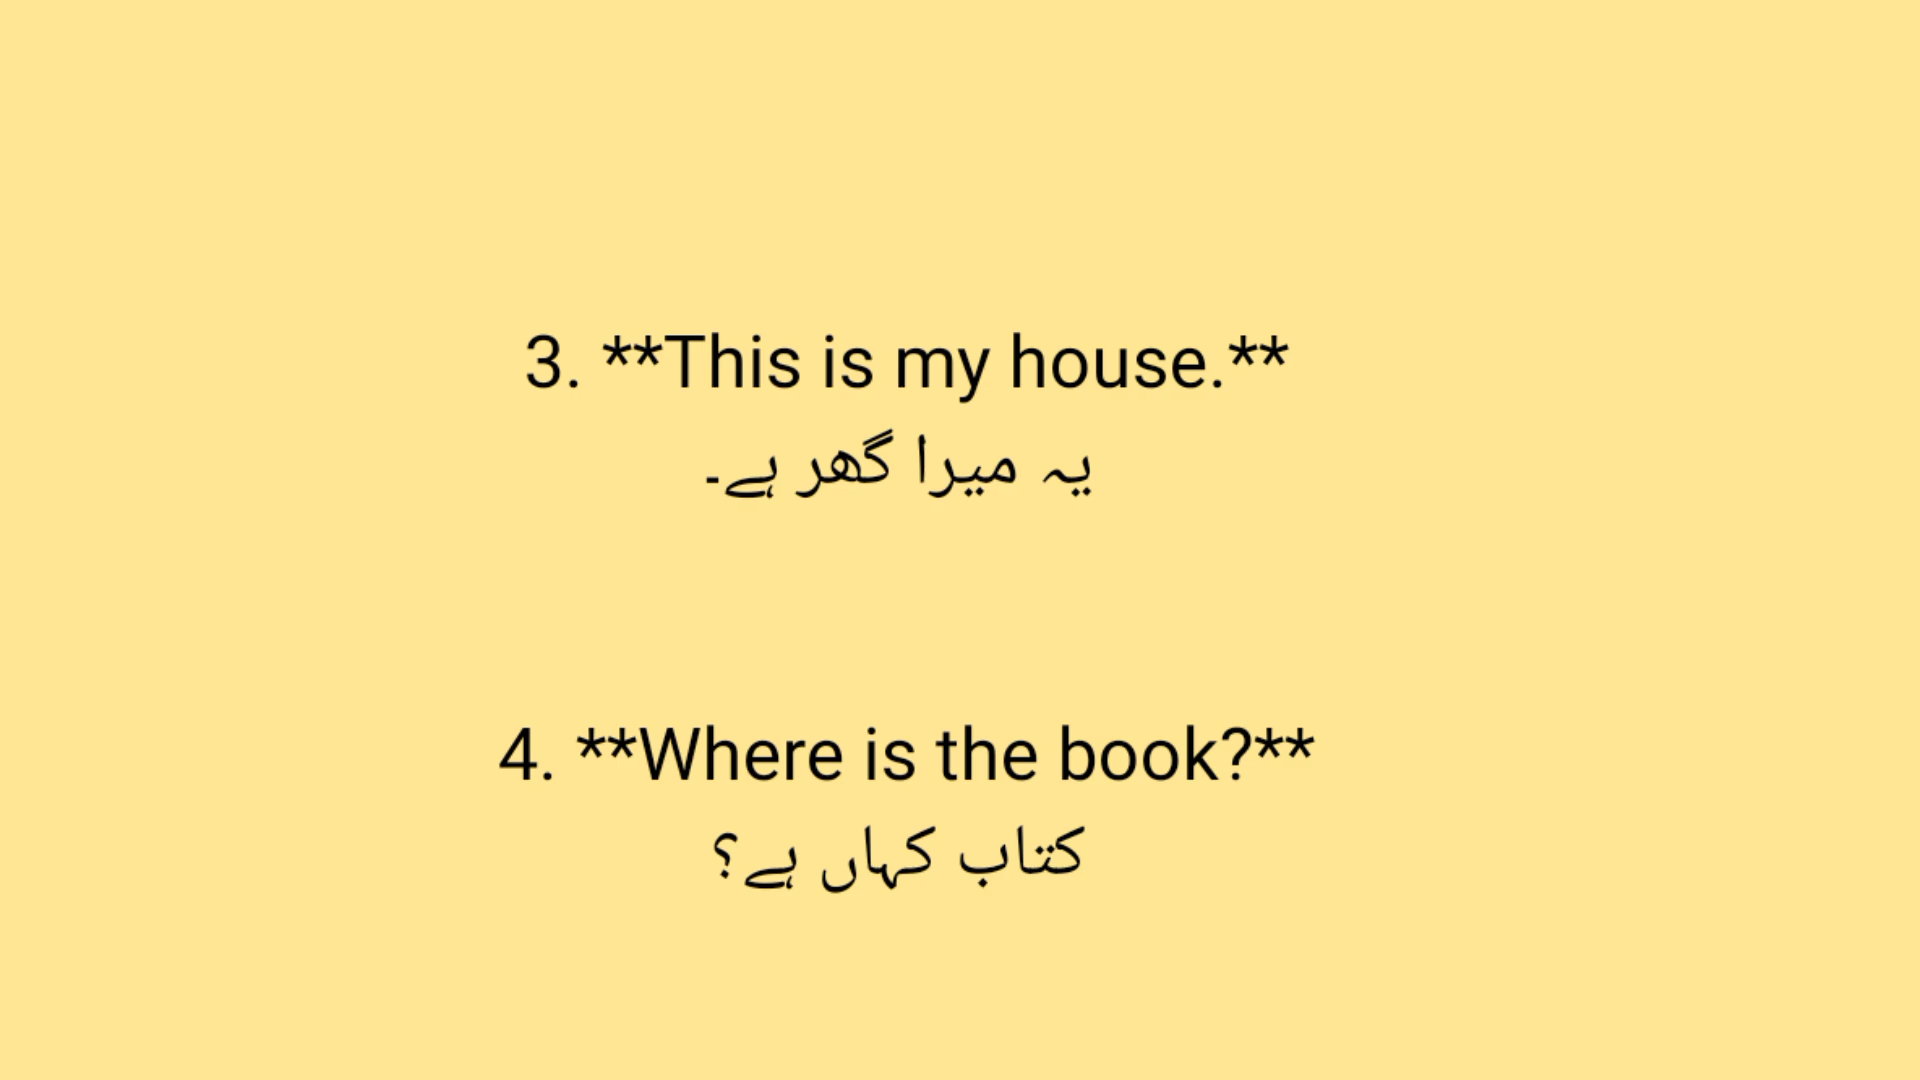 3. **This is my house.**
یہ میرا گھر ہے۔
4. **Where is the book?**
کتاب کہاں ہے؟